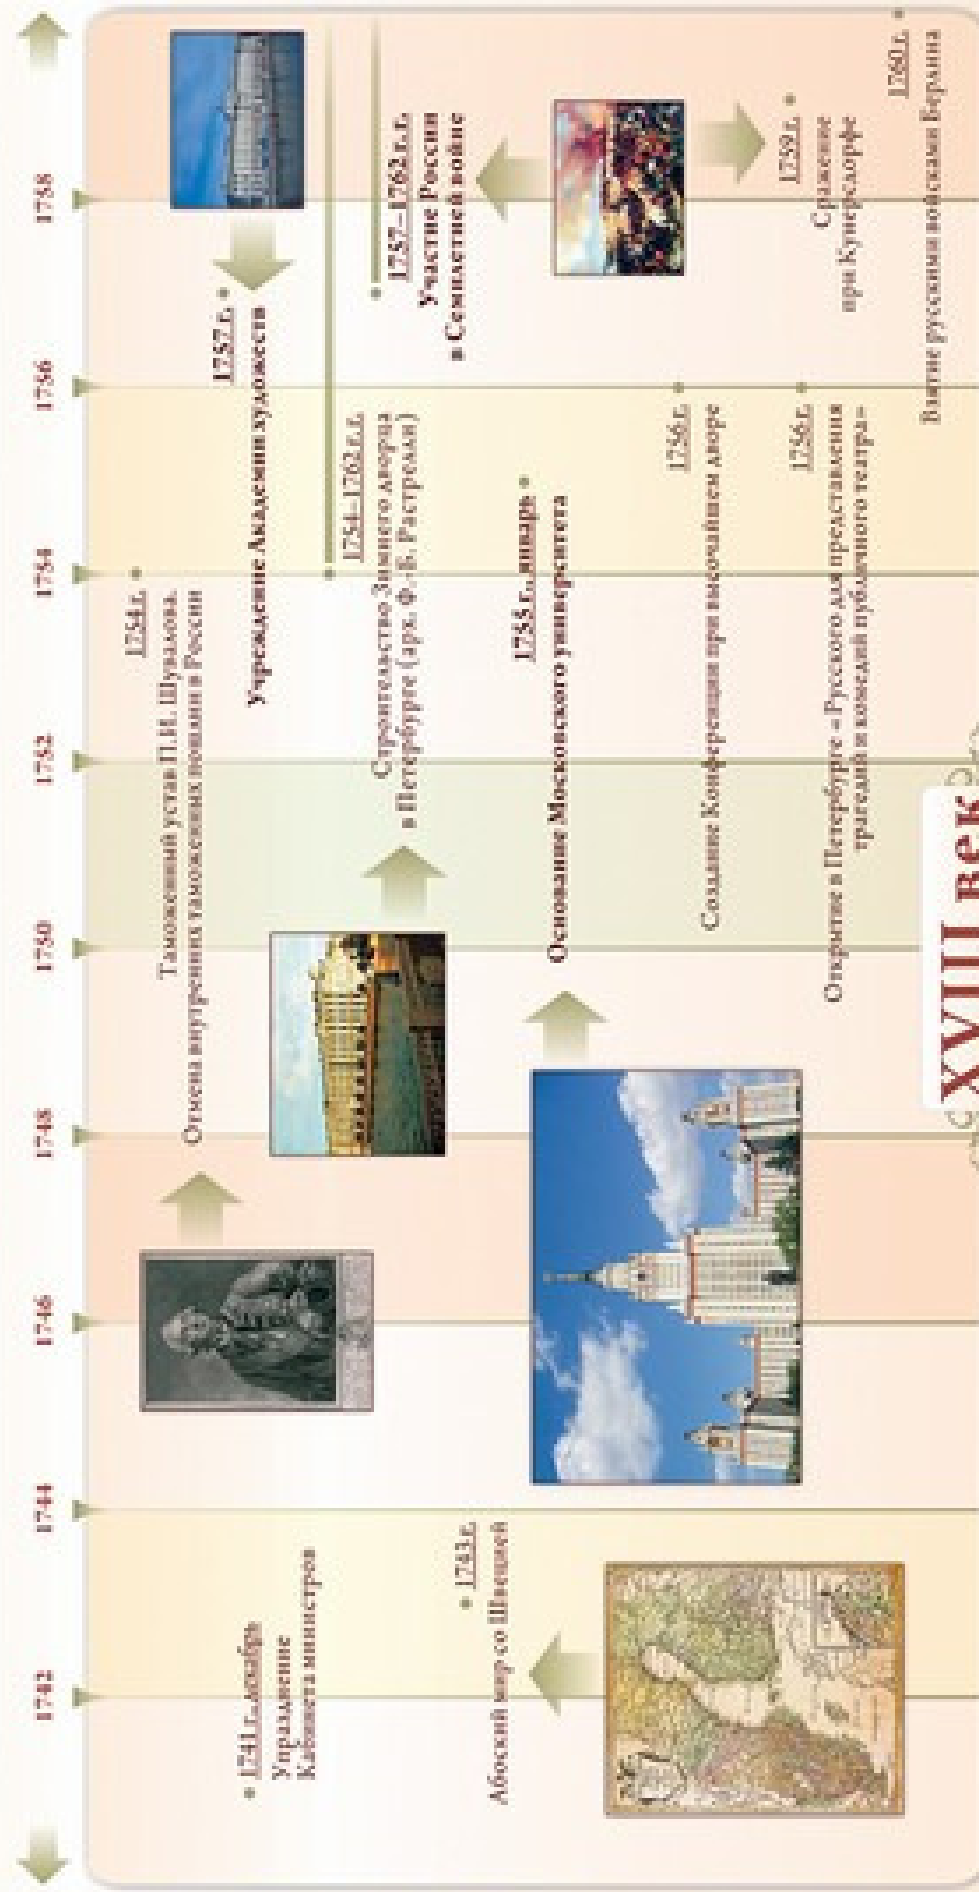 1742
1744
1746
1748
1750
1752
1754
1756
1758
1741 г., декабрь
Упразднение
Кабинета министров
1743 г.
Абоский мир со Швецией
1754 г.
Таможенный устав П.И. Шувалова.
Отмена внутренних таможенных пошлин в России
1757 г.
Учреждение Академии художеств
1754–1762 г. г.
Строительство Зимнего дворца
в Петербурге (арх. Ф.-Б. Растрелли)
1757–1762 г. г.
Участие России
в Семилетней войне
1755 г., январь
Основание Московского университета
1756 г.
Создание Конференции при высочайшем дворе
1756 г.
Открытие в Петербурге «Русского для представления
трагедий и комедий публичного театра»
1759 г.
Сражение
при Кунерсдорфе
1760 г.
Взятие русскими войсками Берлина
XVIII век